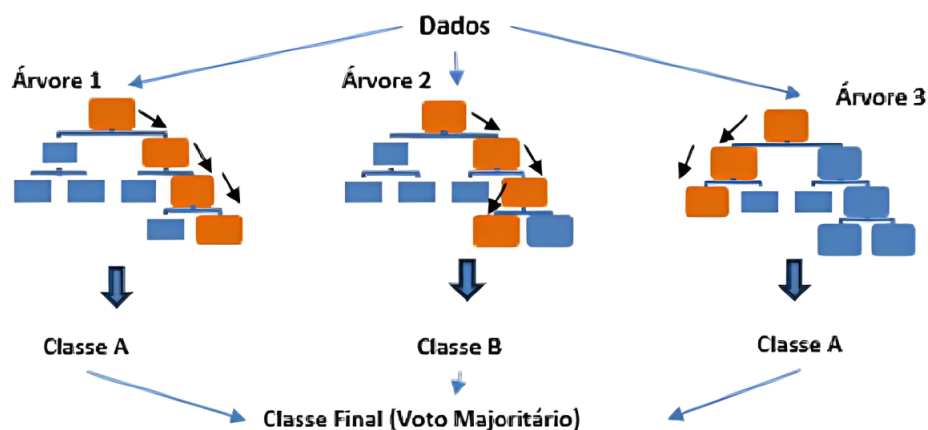 Dados
Árvore 1
Árvore 2
Árvore 3
Classe A
Classe B
Classe A
Classe Final (Voto Majoritário)